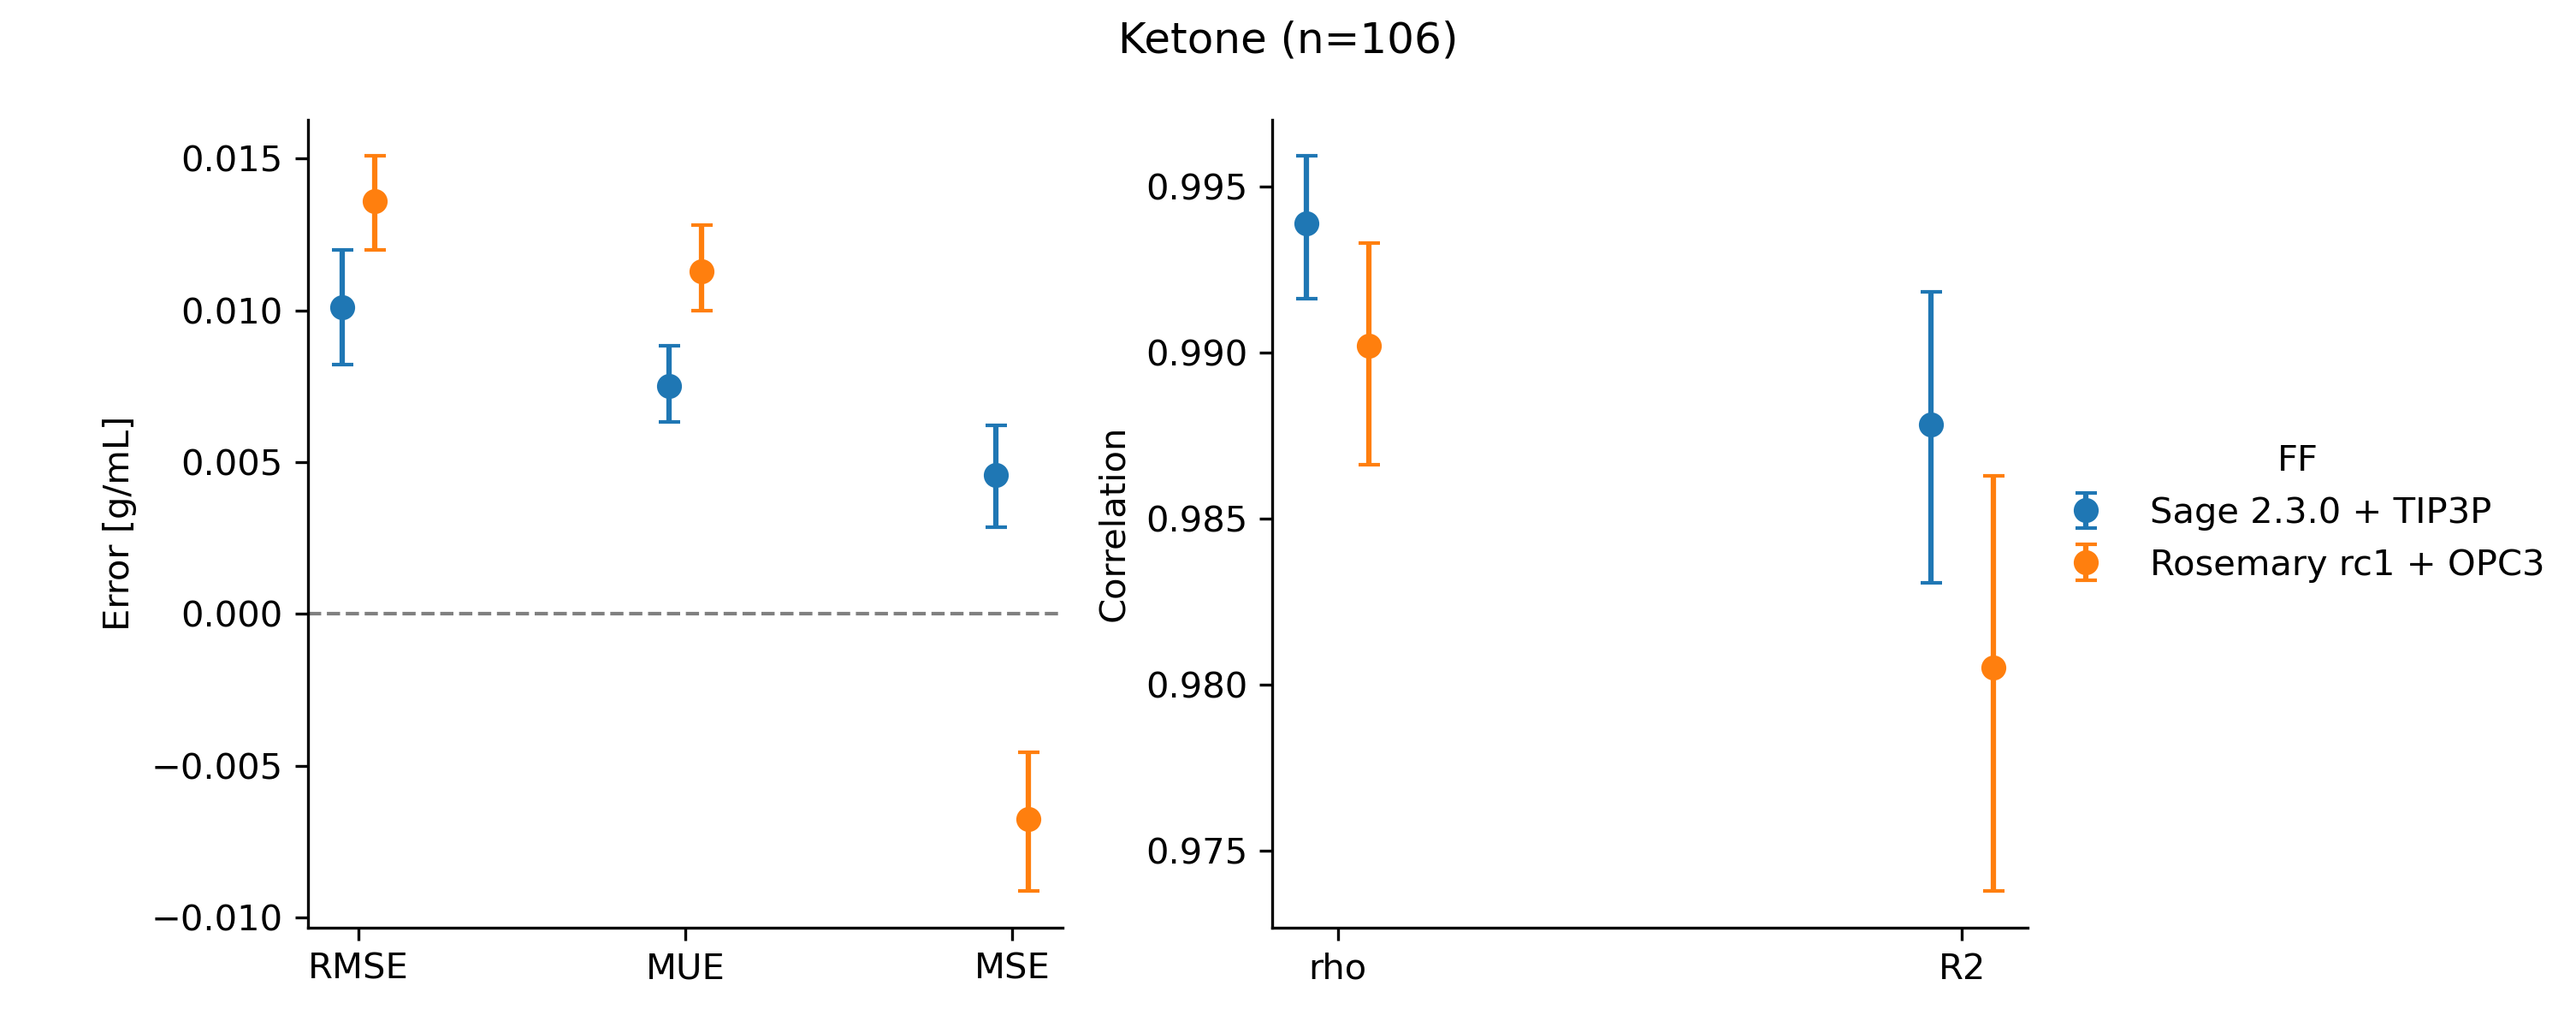 Ketone (n=106)
Error [g/mL]
0.015
0.010
0.005
0.000
−0.005
−0.010
RMSE
MUE
MSE
Correlation
0.995
0.990
0.985
0.980
0.975
rho
R2
FF
Sage 2.3.0 + TIP3P
Rosemary rc1 + OPC3